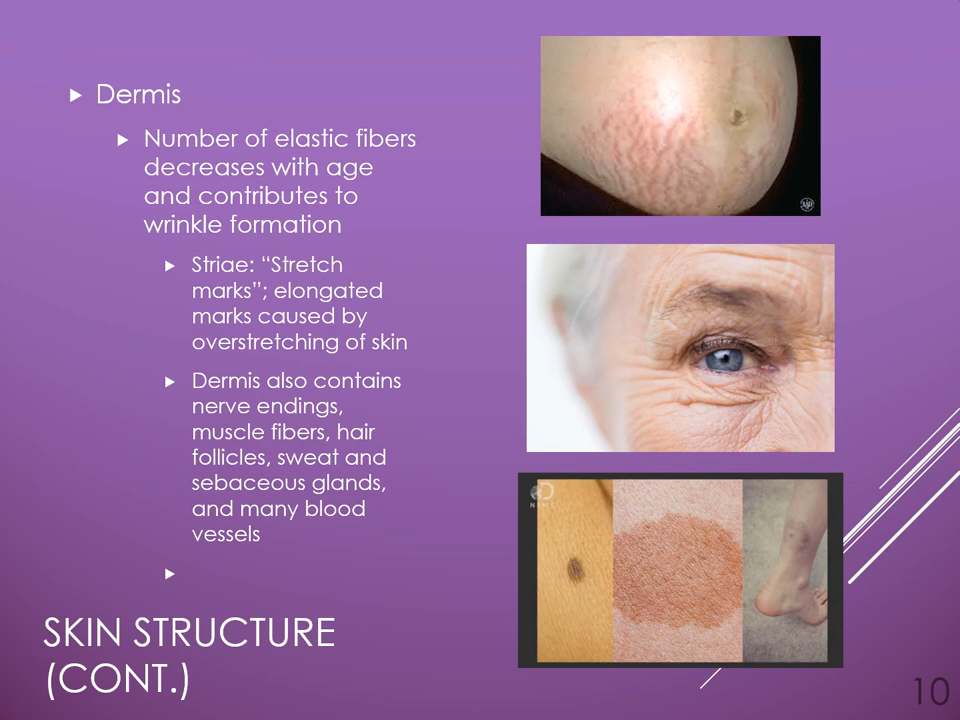 Dermis
Number of elastic fibers
decreases with age
and contributes to
wrinkle formation
Striae: “Stretch
marks”; elongated
marks caused by
overstretching of skin
Dermis also contains
nerve endings,
muscle fibers, hair
follicles, sweat and
sebaceous glands,
and many blood
vessels
SKIN STRUCTURE
(CONT.)
10